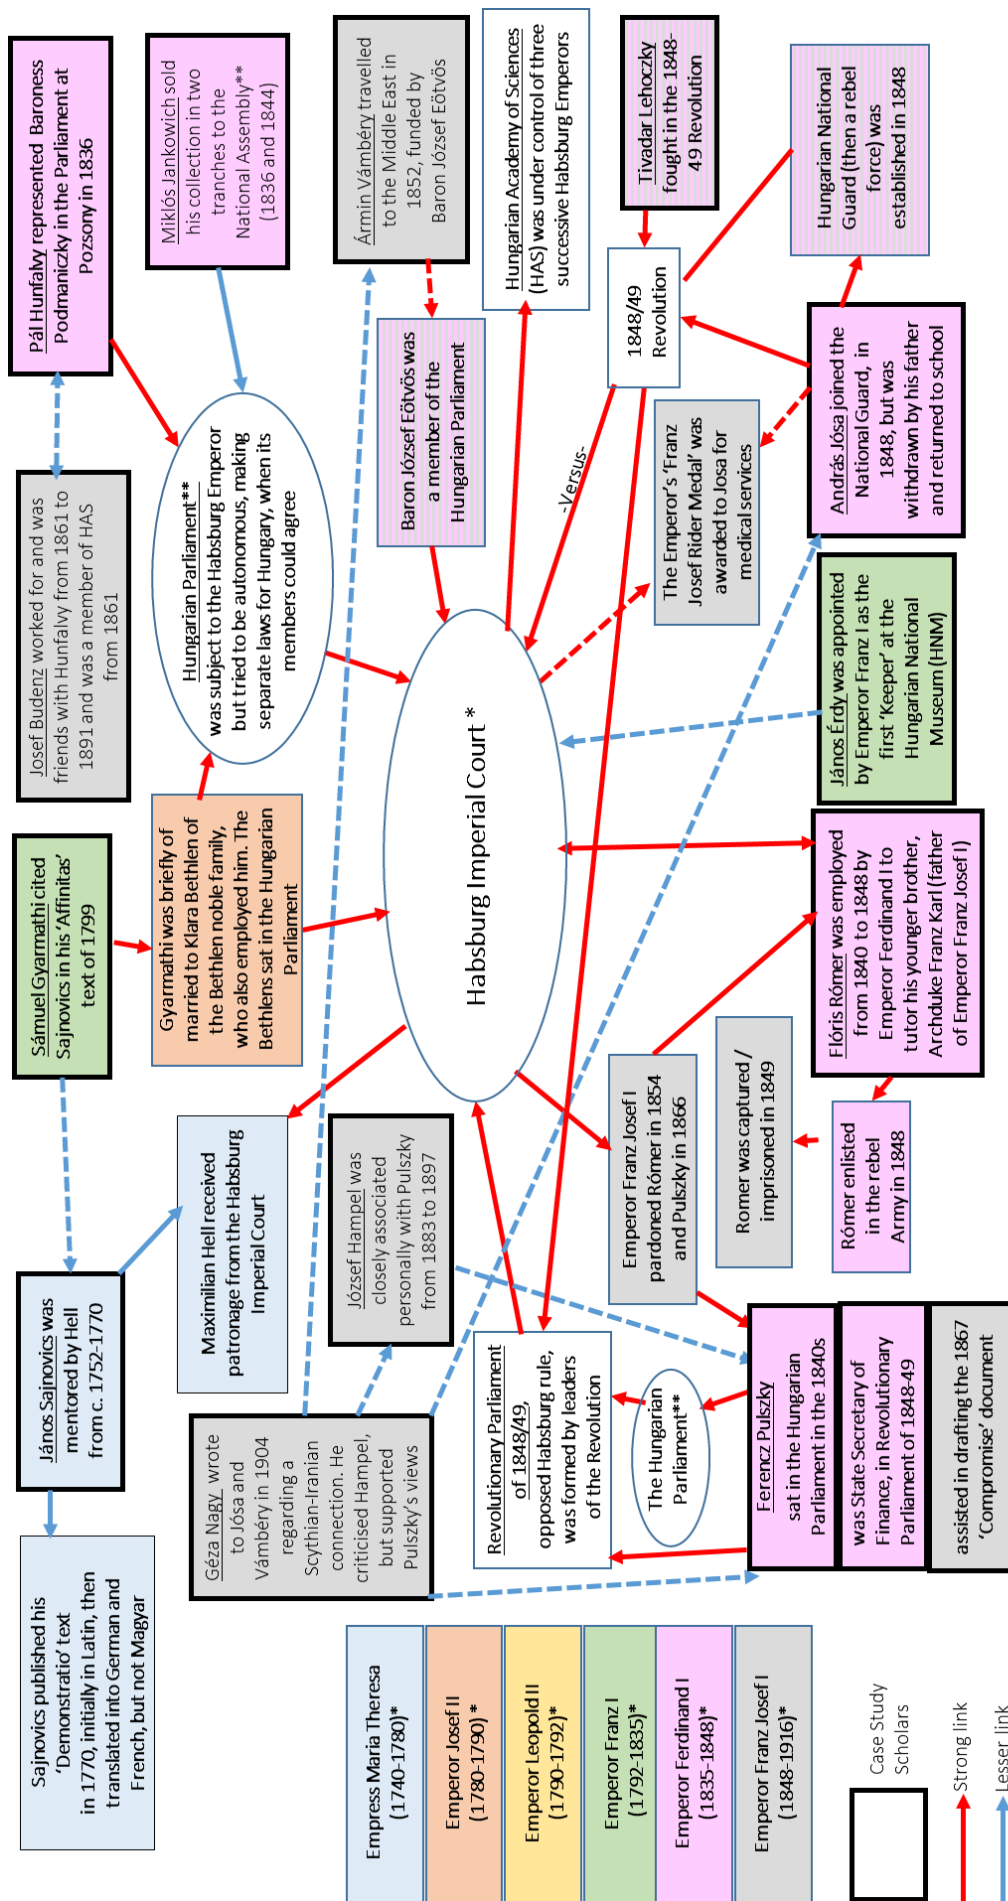 Sajnovics published his
'Demonstratio' text
in 1770, initially in Latin, then
translated into German and
French, but not Magyar
János Sajnovics was
mentored by Hell
from c. 1752-1770
Sámuel Gyarmathi cited
Sajnovics in his 'Affinitas'
text of 1799
Josef Budenz worked for and was
friends with Hunfalvy from 1861 to
1891 and was a member of HAS
from 1861
Pál Hunfalvy represented Baroness
Podmaniczky in the Parliament at
Pozsony in 1836
Maximilian Hell received
patronage from the Habsburg
Imperial Court
Gyarmathi was briefly of
married to Klara Bethlen of
the Bethlen noble family,
who also employed him. The
Bethlens sat in the Hungarian
Parliament
Hungarian Parliament**
was subject to the Habsburg Emperor
but tried to be autonomous, making
separate laws for Hungary, when its
members could agree
Miklós Jankowich sold
his collection in two
tranches to the
National Assembly**
(1836 and 1844)
Géza Nagy wrote
to Jósa and
Vámbéry in 1904
regarding a
Scythian-Iranian
connection. He
criticised Hampel,
but supported
Pulszky's views
József Hampel was
closely associated
personally with Pulszky
from 1883 to 1897
Habsburg Imperial Court *
Baron József Eötvös was
a member of the
Hungarian Parliament
Ármin Vámbéry travelled
to the Middle East in
1852, funded by
Baron József Eötvös
Hungarian Academy of Sciences
(HAS) was under control of three
successive Habsburg Emperors
Empress Maria Theresa
(1740-1780)*
Emperor Josef II
(1780-1790) *
Emperor Leopold II
(1790-1792)*
Emperor Franz I
(1792-1835)*
Emperor Ferdinand I
(1835-1848)*
Emperor Franz Josef I
(1848-1916)*
Revolutionary Parliament
of 1848/49,
opposed Habsburg rule,
was formed by leaders
of the Revolution
The Hungarian
Parliament**
Emperor Franz Josef I
pardoned Rómer in 1854
and Pulszky in 1866
-Versus-
1848/49
Revolution
Tivadar Lehoczky
fought in the 1848-
49 Revolution
The Emperor's 'Franz
Josef Rider Medal' was
awarded to Josa for
medical services
Romer was captured /
imprisoned in 1849
Ferencz Pulszky
sat in the Hungarian
Parliament in the 1840s
was State Secretary of
Finance, in Revolutionary
Parliament of 1848-49
assisted in drafting the 1867
'Compromise' document
Rómer enlisted
in the rebel
Army in 1848
Flóris Rómer was employed
from 1840 to 1848 by
Emperor Ferdinand I to
tutor his younger brother,
Archduke Franz Karl (father
of Emperor Franz Josef I)
János Érdy was appointed
by Emperor Franz I as the
first 'Keeper' at the
Hungarian National
Museum (HNM)
András Jósa joined the
National Guard, in
1848, but was
withdrawn by his father
and returned to school
Hungarian National
Guard (then a rebel
force) was
established in 1848
Case Study
Scholars
Strong link
Lesser link